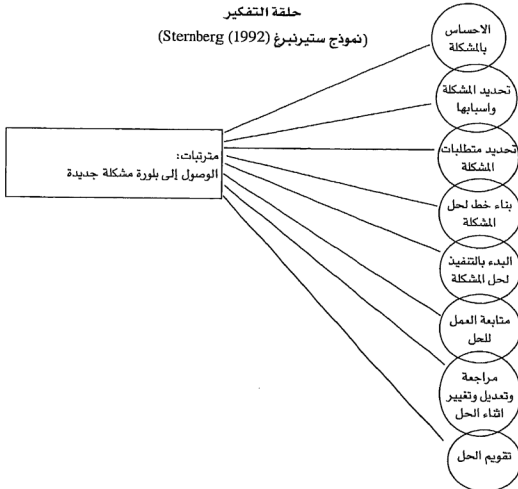 حلقة التفكير
(نموذج ستيرنبرغ Sternberg (1992))
الاحساس
بالمشكلة
تحديد المشكلة
واسبابها
تحديد متطلبات
المشكلة
بناء خط لحل
المشكلة
البدء بالتنفيذ
لحل المشكلة
متابعة العمل
للحل
مراجعة
وتعديل وتغيير
اثناء الحل
تقويم الحل
مترتبات:
الوصول إلى بلورة مشكلة جديدة